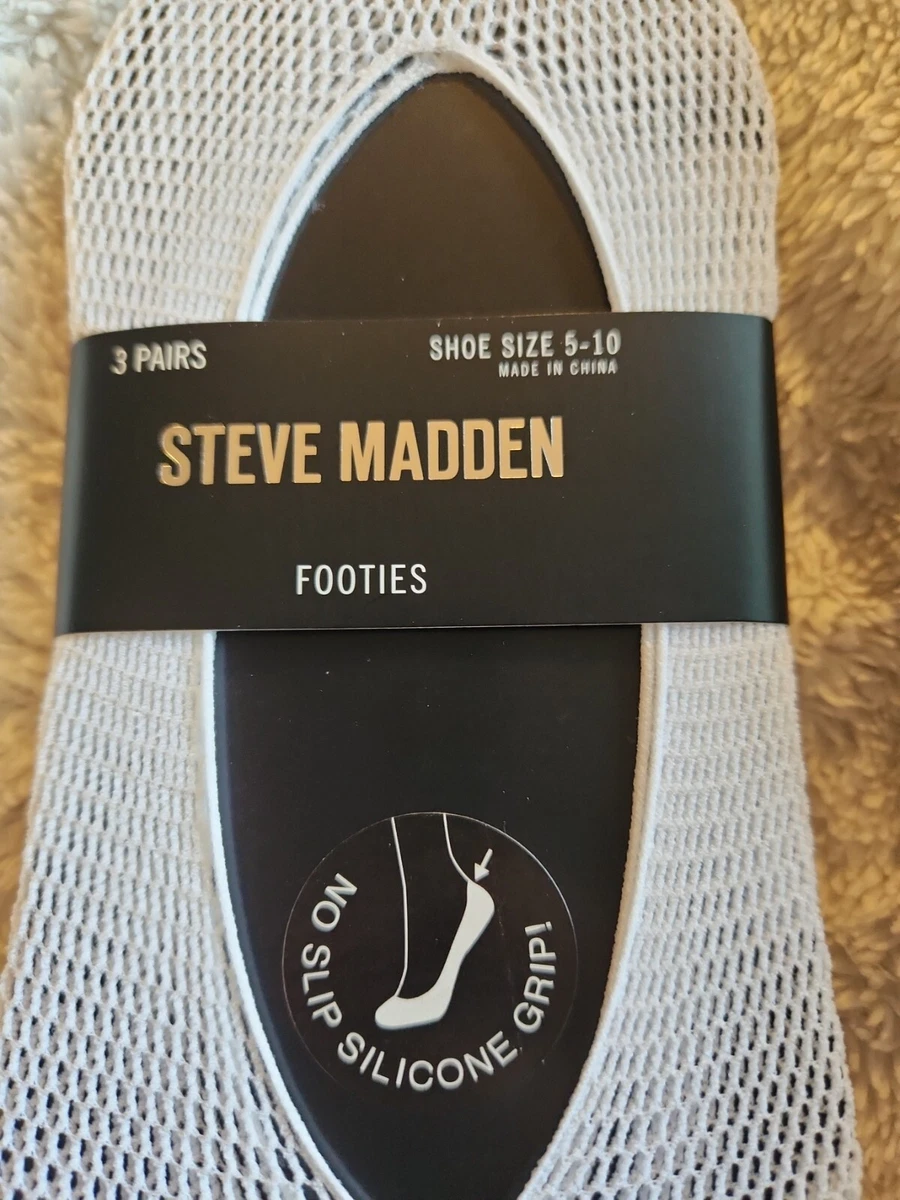 3 PAIRS
SHOE SIZE 5-10
MADE IN CHINA
STEVE MADDEN
FOOTIES
NO SLIP SILICONE GRIP!